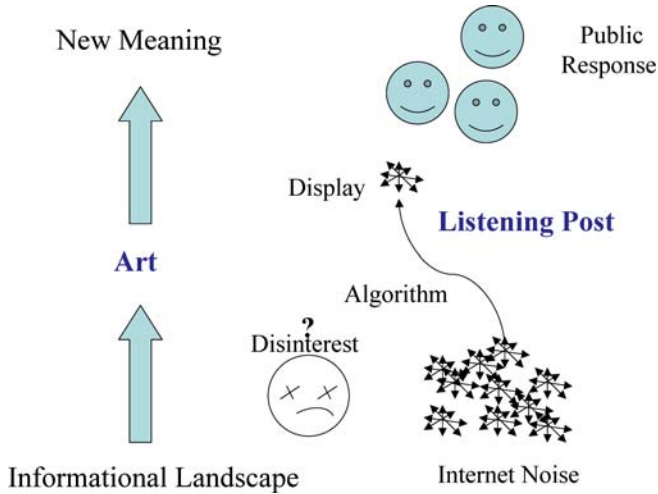 New Meaning
Public
Response
Display
Listening Post
Art
Algorithm
?
Disinterest
Informational Landscape
Internet Noise